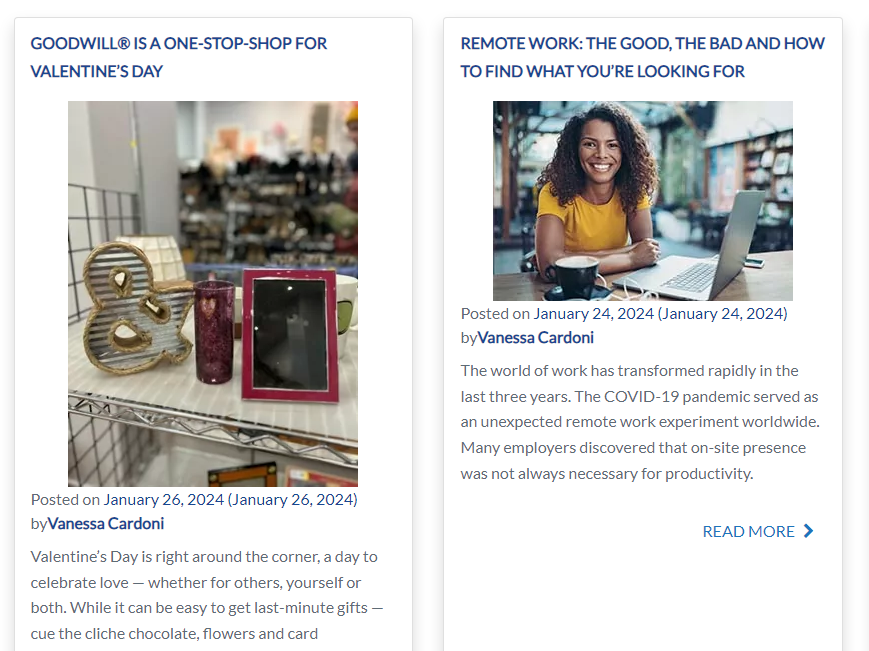 GOODWILL® IS A ONE-STOP-SHOP FOR
VALENTINE’S DAY
Posted on January 26, 2024 (January 26, 2024)
byVanessa Cardoni
Valentine’s Day is right around the corner, a day to
celebrate love — whether for others, yourself or
both. While it can be easy to get last-minute gifts —
cue the cliche chocolate, flowers and card
REMOTE WORK: THE GOOD, THE BAD AND HOW
TO FIND WHAT YOU’RE LOOKING FOR
Posted on January 24, 2024 (January 24, 2024)
byVanessa Cardoni
The world of work has transformed rapidly in the
last three years. The COVID-19 pandemic served as
an unexpected remote work experiment worldwide.
Many employers discovered that on-site presence
was not always necessary for productivity.
READ MORE